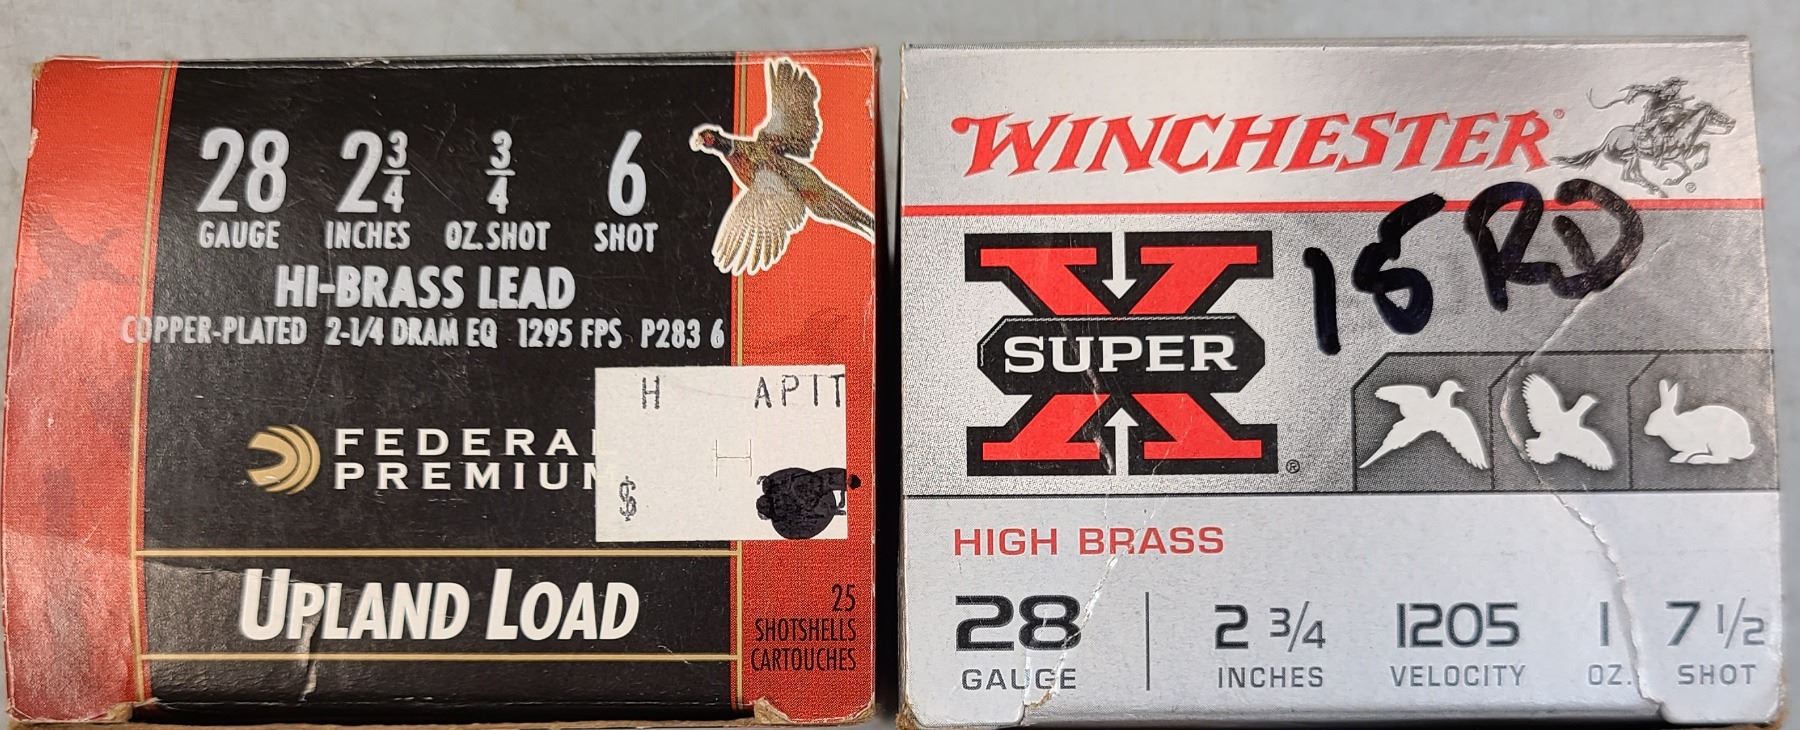 28 2 3/4 3/4 6
GAUGE INCHES OZ. SHOT SHOT
HI-BRASS LEAD
COPPER-PLATED 2-1/4 DRAM EQ 1295 FPS P283 6
H APIT
H
FEDERAL
PREMIUM
$
UPLAND LOAD
25
SHOTSHELLS
CARTOUCHES
WINCHESTER®
15 RD
X
SUPER
®
HIGH BRASS
28 2 3/4 1205 1 7 1/2
GAUGE INCHES VELOCITY OZ. SHOT